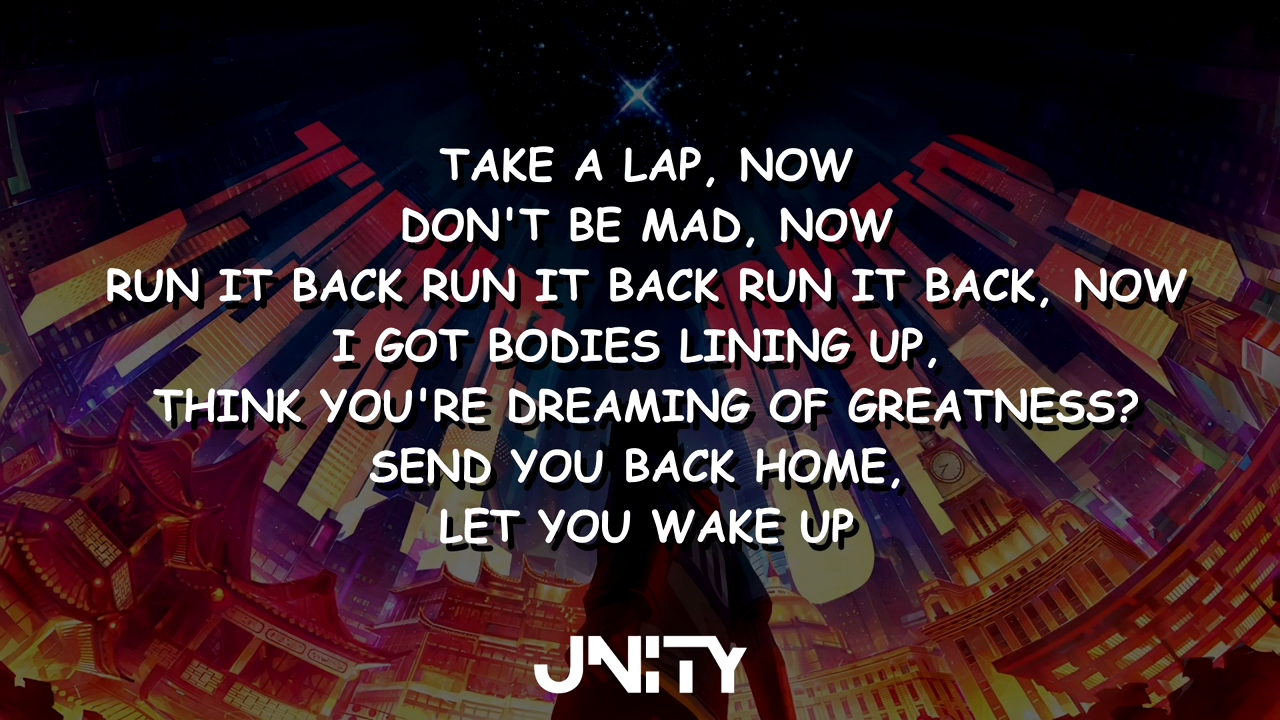 TAKE A LAP, NOW
DON'T BE MAD, NOW
RUN IT BACK RUN IT BACK RUN IT BACK, NOW
I GOT BODIES LINING UP,
THINK YOU'RE DREAMING OF GREATNESS?
SEND YOU BACK HOME,
LET YOU WAKE UP
JNITY